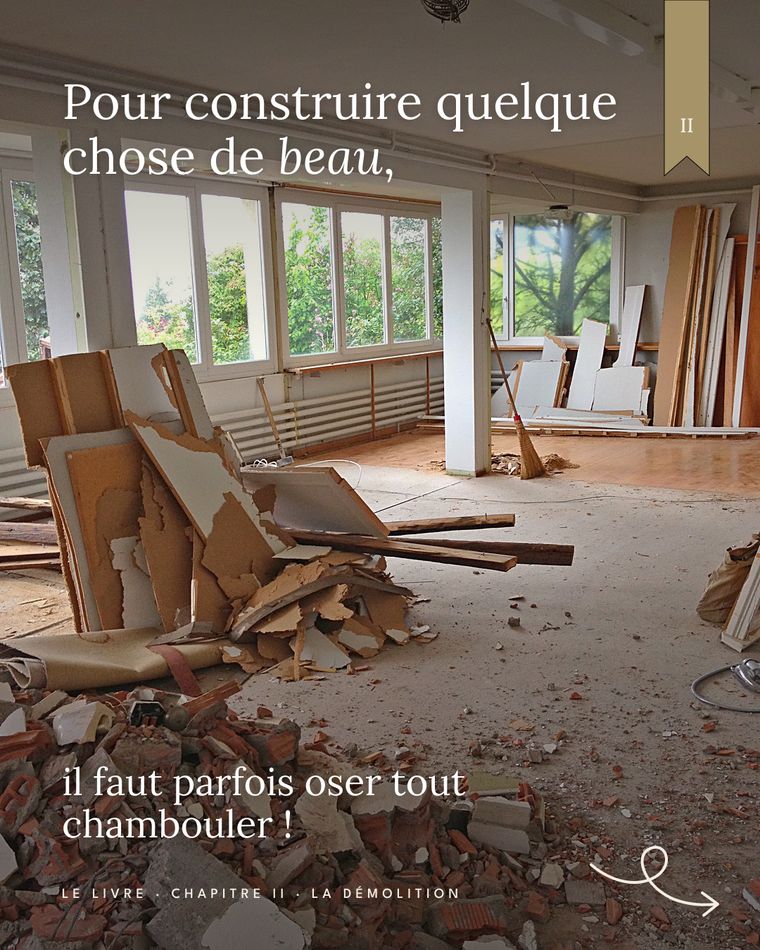 Pour construire quelque
chose de beau,
II
il faut parfois oser tout
chambouler !
LE LIVRE · CHAPITRE II · LA DÉMOLITION